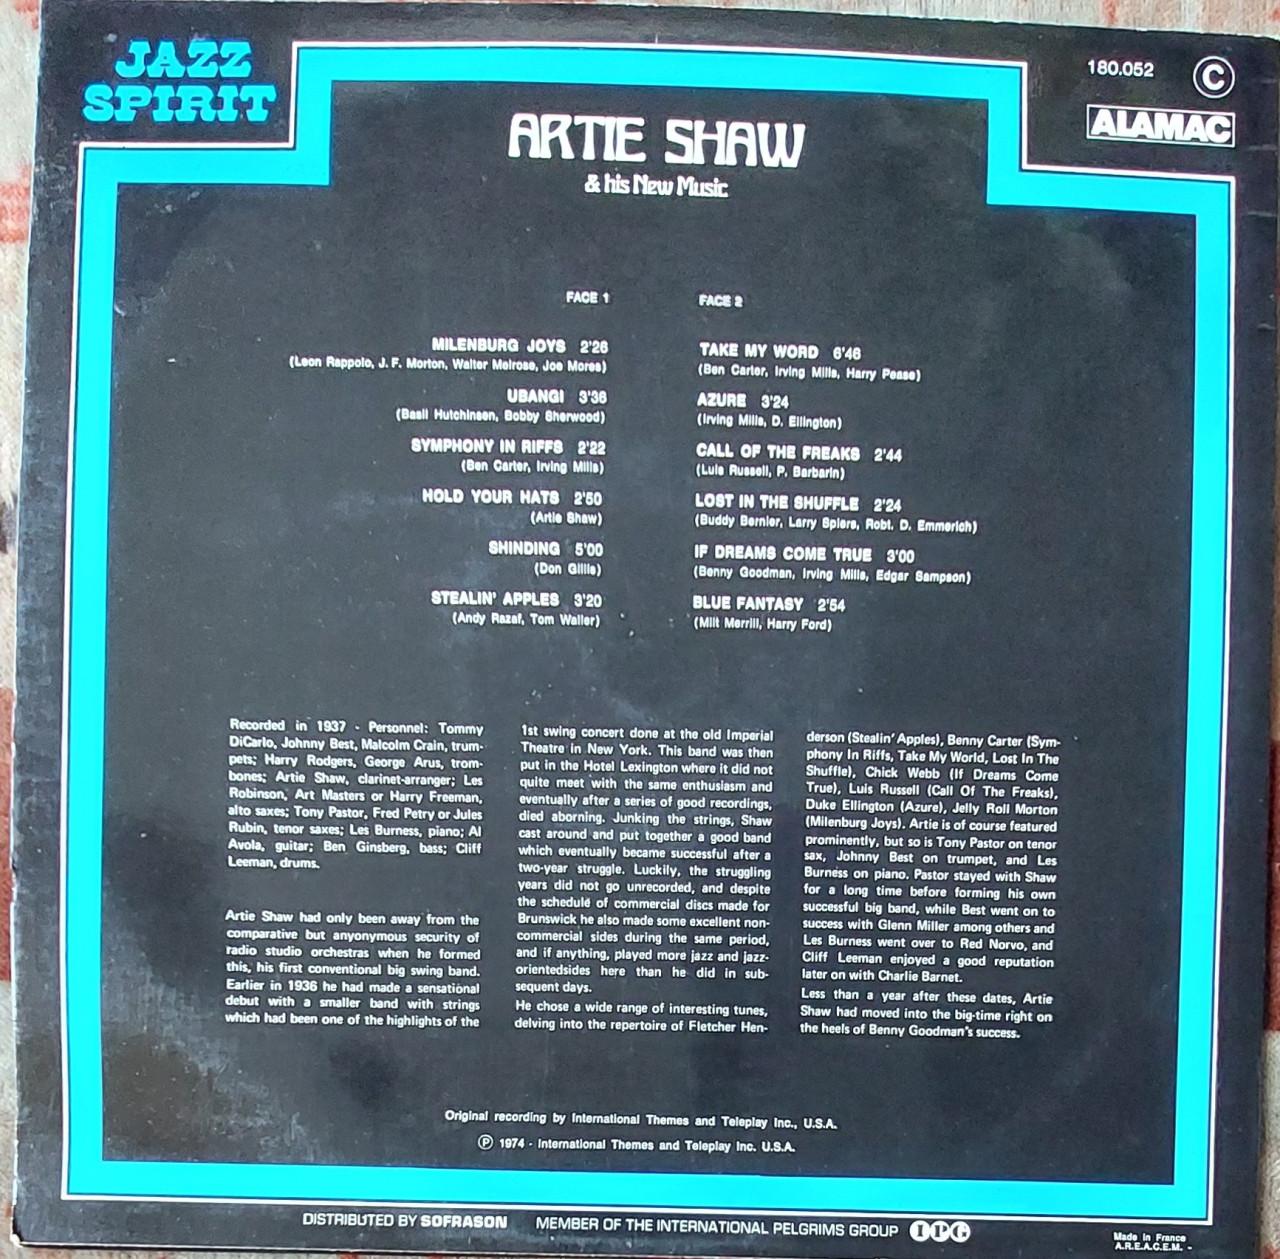 JAZZ
SPIRIT
180.052 C
ALAMAC
ARTIE SHAW
& his New Music
FACE 1
MILENBURG JOYS 2'26
(Leon Rappolo, J. F. Morton, Walter Melrose, Joe Mores)
UBANGI 3'36
(Basil Hutchinsen, Bobby Sherwood)
SYMPHONY IN RIFFS 2'22
(Ben Carter, Irving Mills)
HOLD YOUR HATS 2'50
(Artie Shaw)
SHINDING 5'00
(Don Gillis)
STEALIN' APPLES 3'20
(Andy Razaf, Tom Waller)
FACE 2
TAKE MY WORD 6'46
(Ben Carter, Irving Mills, Harry Pease)
AZURE 3'24
(Irving Mills, D. Ellington)
CALL OF THE FREAKS 2'44
(Luis Russell, P. Barbarin)
LOST IN THE SHUFFLE 2'24
(Buddy Bernier, Larry Spiers, Robt. D. Emmerich)
IF DREAMS COME TRUE 3'00
(Benny Goodman, Irving Mills, Edgar Sampson)
BLUE FANTASY 2'54
(Milt Merrill, Harry Ford)
Recorded in 1937 - Personnel: Tommy
DiCarlo, Johnny Best, Malcolm Crain, trum-
pets; Harry Rodgers, George Arus, trom-
bones; Artie Shaw, clarinet-arranger; Les
Robinson, Art Masters or Harry Freeman,
alto saxes; Tony Pastor, Fred Petry or Jules
Rubin, tenor saxes; Les Burness, piano; Al
Avola, guitar; Ben Ginsberg, bass; Cliff
Leeman, drums.
Artie Shaw had only been away from the
comparative but anyonymous security of
radio studio orchestras when he formed
this, his first conventional big swing band.
Earlier in 1936 he had made a sensational
debut with a smaller band with strings
which had been one of the highlights of the
1st swing concert done at the old Imperial
Theatre in New York. This band was then
put in the Hotel Lexington where it did not
quite meet with the same enthusiasm and
eventually after a series of good recordings,
died aborning. Junking the strings, Shaw
cast around and put together a good band
which eventually became successful after a
two-year struggle. Luckily, the struggling
years did not go unrecorded, and despite
the schedule of commercial discs made for
Brunswick he also made some excellent non-
commercial sides during the same period,
and if anything, played more jazz and jazz-
orientedsides here than he did in sub-
sequent days.
He chose a wide range of interesting tunes,
delving into the repertoire of Fletcher Hen-
derson (Stealin' Apples), Benny Carter (Sym-
phony In Riffs, Take My World, Lost In The
Shuffle), Chick Webb (If Dreams Come
True), Luis Russell (Call Of The Freaks),
Duke Ellington (Azure), Jelly Roll Morton
(Milenburg Joys). Artie is of course featured
prominently, but so is Tony Pastor on tenor
sax, Johnny Best on trumpet, and Les
Burness on piano. Pastor stayed with Shaw
for a long time before forming his own
successful big band, while Best went on to
success with Glenn Miller among others and
Les Burness went over to Red Norvo, and
Cliff Leeman enjoyed a good reputation
later on with Charlie Barnet.
Less than a year after these dates, Artie
Shaw had moved into the big-time right on
the heels of Benny Goodman's success.
Original recording by International Themes and Teleplay Inc., U.S.A.
Ⓟ 1974 - International Themes and Teleplay Inc. U.S.A.
DISTRIBUTED BY SOFRASON MEMBER OF THE INTERNATIONAL PELGRIMS GROUP IPG
Made in France
A.R.E.A.C.E.M. -